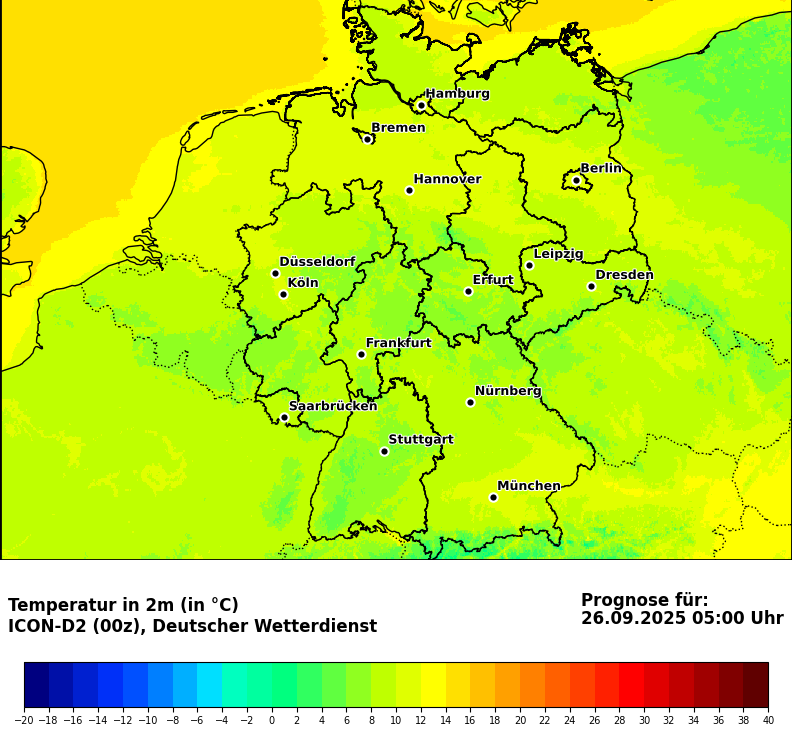 Hamburg
Bremen
Berlin
Hannover
Leipzig
Düsseldorf
Dresden
Köln
Erfurt
Frankfurt
Nürnberg
Saarbrücken
Stuttgart
München
Temperatur in 2m (in °C)
ICON-D2 (00z), Deutscher Wetterdienst
Prognose für:
26.09.2025 05:00 Uhr
−20 −18 −16 −14 −12 −10 −8 −6 −4 −2 0 2 4 6 8 10 12 14 16 18 20 22 24 26 28 30 32 34 36 38 40